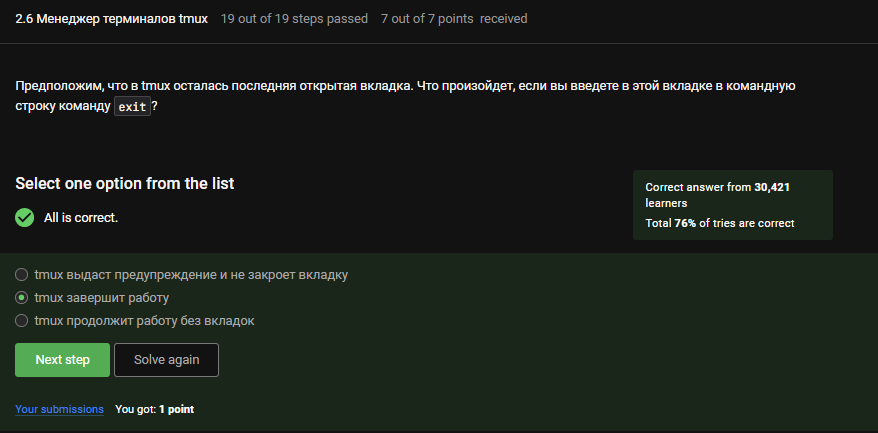 2.6 Менеджер терминалов tmux 19 out of 19 steps passed 7 out of 7 points received
Предположим, что в tmux осталась последняя открытая вкладка. Что произойдет, если вы введете в этой вкладке в командную
строку команду exit?
Select one option from the list
All is correct.
Correct answer from 30,421
learners
Total 76% of tries are correct
tmux выдаст предупреждение и не закроет вкладку
tmux завершит работу
tmux продолжит работу без вкладок
Next step Solve again
Your submissions You got: 1 point